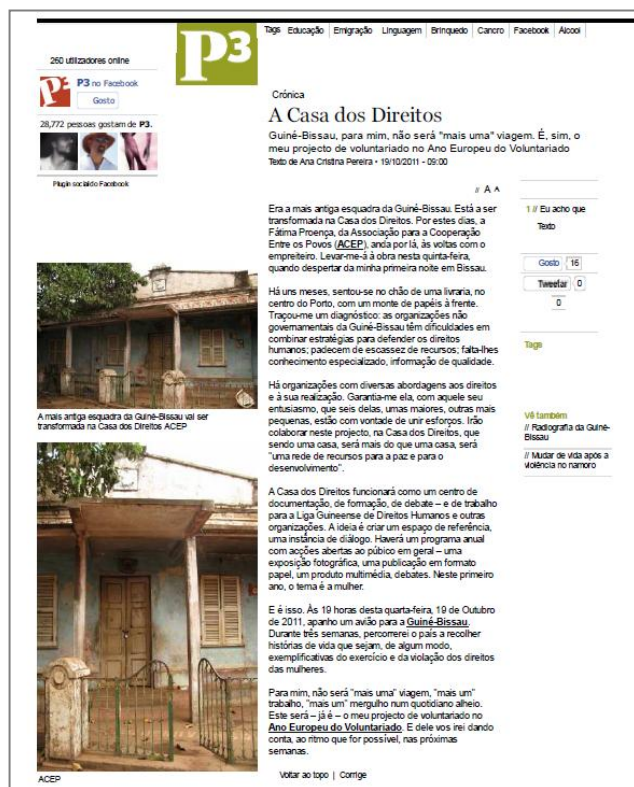 Tags Educação Emigração Linguagem Brinquedo Cancro Facebook Álcool
P3
260 utilizadores online
P3 no Facebook
Gosto
28,772 pessoas gostam de P3.
Plugin social do Facebook
Crónica
A Casa dos Direitos
Guiné-Bissau, para mim, não será "mais uma" viagem. É, sim, o
meu projecto de voluntariado no Ano Europeu do Voluntariado
Texto de Ana Cristina Pereira • 19/10/2011 - 09:00
// A A
Era a mais antiga esquadra da Guiné-Bissau. Está a ser
transformada na Casa dos Direitos. Por estes dias, a
Fátima Proença, da Associação para a Cooperação
Entre os Povos (ACEP), anda por lá, às voltas com o
empreiteiro. Levar-me-á à obra nesta quinta-feira,
quando despertar da minha primeira noite em Bissau.
Há uns meses, sentou-se no chão de uma livraria, no
centro do Porto, com um monte de papéis à frente.
Traçou-me um diagnóstico: as organizações não
governamentais da Guiné-Bissau têm dificuldades em
combinar estratégias para defender os direitos
humanos; padecem de escassez de recursos; falta-lhes
conhecimento especializado, informação de qualidade.
Há organizações com diversas abordagens aos direitos
e à sua realização. Garantia-me ela, com aquele seu
entusiasmo, que seis delas, umas maiores, outras mais
pequenas, estão com vontade de unir esforços. Irão
colaborar neste projecto, na Casa dos Direitos, que
sendo uma casa, será mais do que uma casa, será
"uma rede de recursos para a paz e para o
desenvolvimento".
A Casa dos Direitos funcionará como um centro de
documentação, de formação, de debate – e de trabalho
para a Liga Guineense de Direitos Humanos e outras
organizações. A ideia é criar um espaço de referência,
uma instância de diálogo. Haverá um programa anual
com acções abertas ao púbico em geral – uma
exposição fotográfica, uma publicação em formato
papel, um produto multimédia, debates. Neste primeiro
ano, o tema é a mulher.
E é isso. Às 19 horas desta quarta-feira, 19 de Outubro
de 2011, apanho um avião para a Guiné-Bissau.
Durante três semanas, percorrerei o país a recolher
histórias de vida que sejam, de algum modo,
exemplificativas do exercício e da violação dos direitos
das mulheres.
Para mim, não será "mais uma" viagem, "mais um"
trabalho, "mais um" mergulho num quotidiano alheio.
Este será – já é – o meu projecto de voluntariado no
Ano Europeu do Voluntariado. E dele vos irei dando
conta, ao ritmo que for possível, nas próximas
semanas.
Voltar ao topo | Corrige
A mais antiga esquadra da Guiné-Bissau vai ser
transformada na Casa dos Direitos ACEP
ACEP
1 // Eu acho que
Texto
Gosto 16
Tweetar 0
0
Tags
Vê também
// Radiografia da Guiné-
Bissau
// Mudar de vida após a
violência no namoro